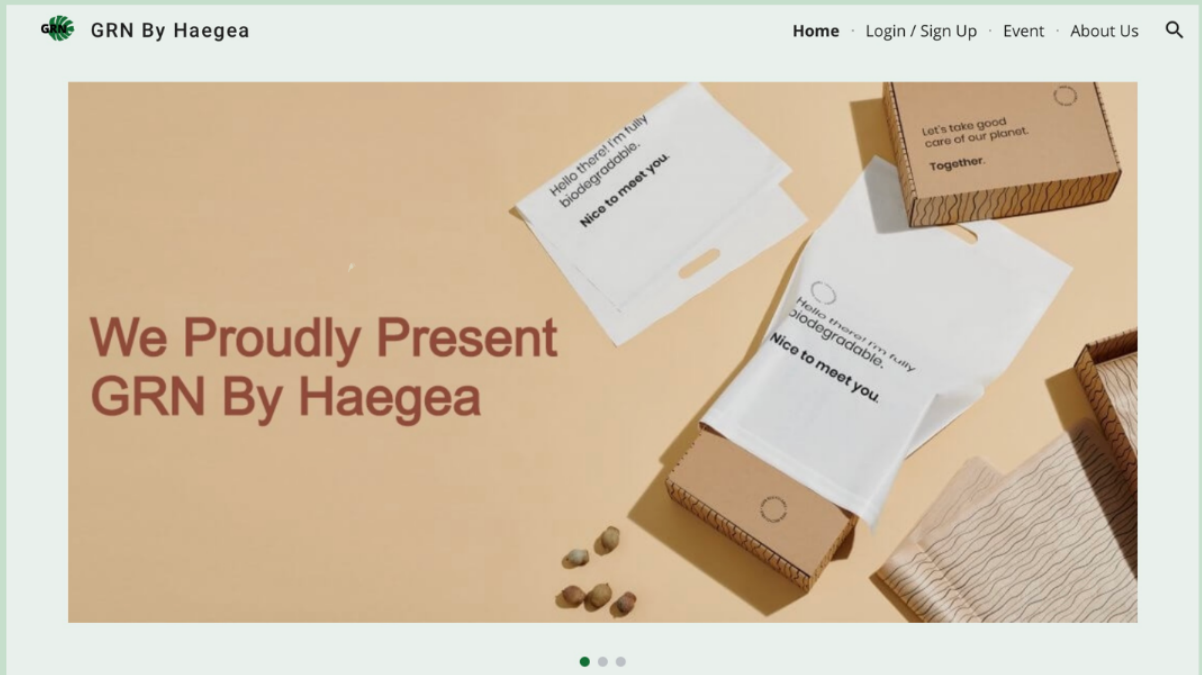 GRN
GRN By Haegea
Home · Login / Sign Up · Event · About Us
Hello there! I'm fully
biodegradable.
Nice to meet you.
Let's take good
care of our planet.
Together.
Hello there! I'm fully
biodegradable.
Nice to meet you.
We Proudly Present
GRN By Haegea